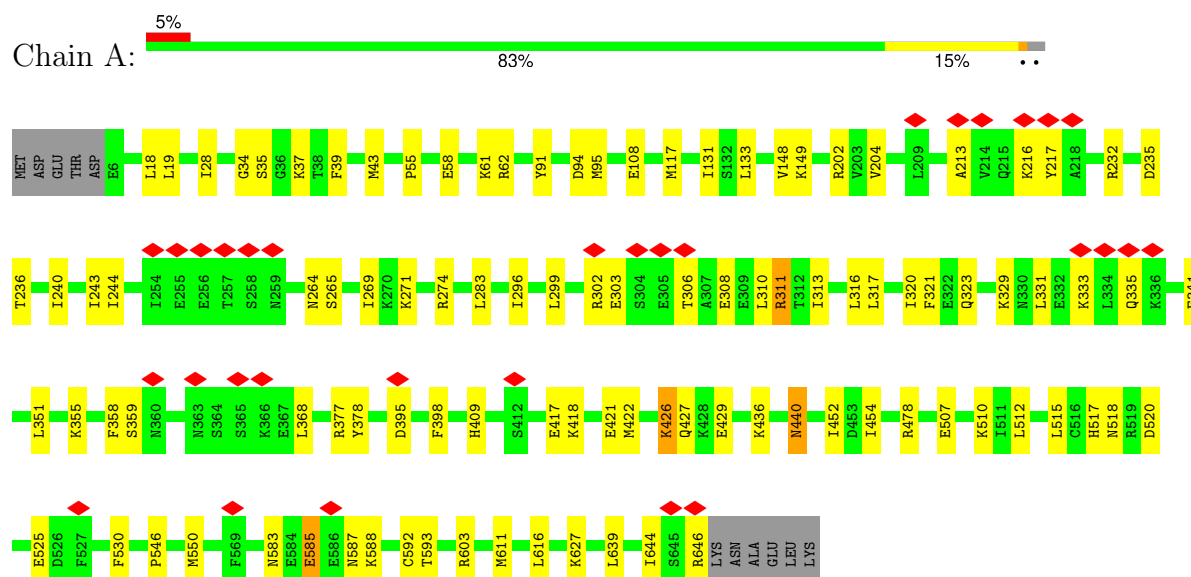 5%
Chain A:
83% 15% • •
MET ASP GLU THR ASP E6 L18 L19 I28 G34 S35 G36 K37 T38 F39 M43 P55 E58 K61 R62 Y91 D94 M95 E108 M117 I131 S132 L133 V148 K149 R202 V203 V204 L209 A213 V214 Q215 K216 Y217 A218 R232 D235
T236 I240 I243 I244 I254 F255 E256 T257 S258 N259 N264 S265 I269 K270 K271 R274 L283 I296 L299 R302 E303 S304 E305 T306 A307 E308 E309 L310 R311 T312 I313 L316 L317 I320 F321 E322 Q323 K329 N330 L331 E332 K333 L334 Q335 K336
L351 K355 F358 S359 N360 N363 S364 S365 K366 E367 L368 R377 Y378 D395 F398 H409 S412 E417 K418 E421 M422 K426 Q427 K428 E429 K436 N440 I452 D453 I454 R478 E507 K510 I511 L512 L515 C516 H517 N518 R519 D520
E525 D526 F527 F530 P546 M550 F569 N583 E584 E585 E586 N587 K588 C592 T593 R603 M611 L616 K627 L639 I644 S645 R646 LYS ASN ALA GLU LEU LYS